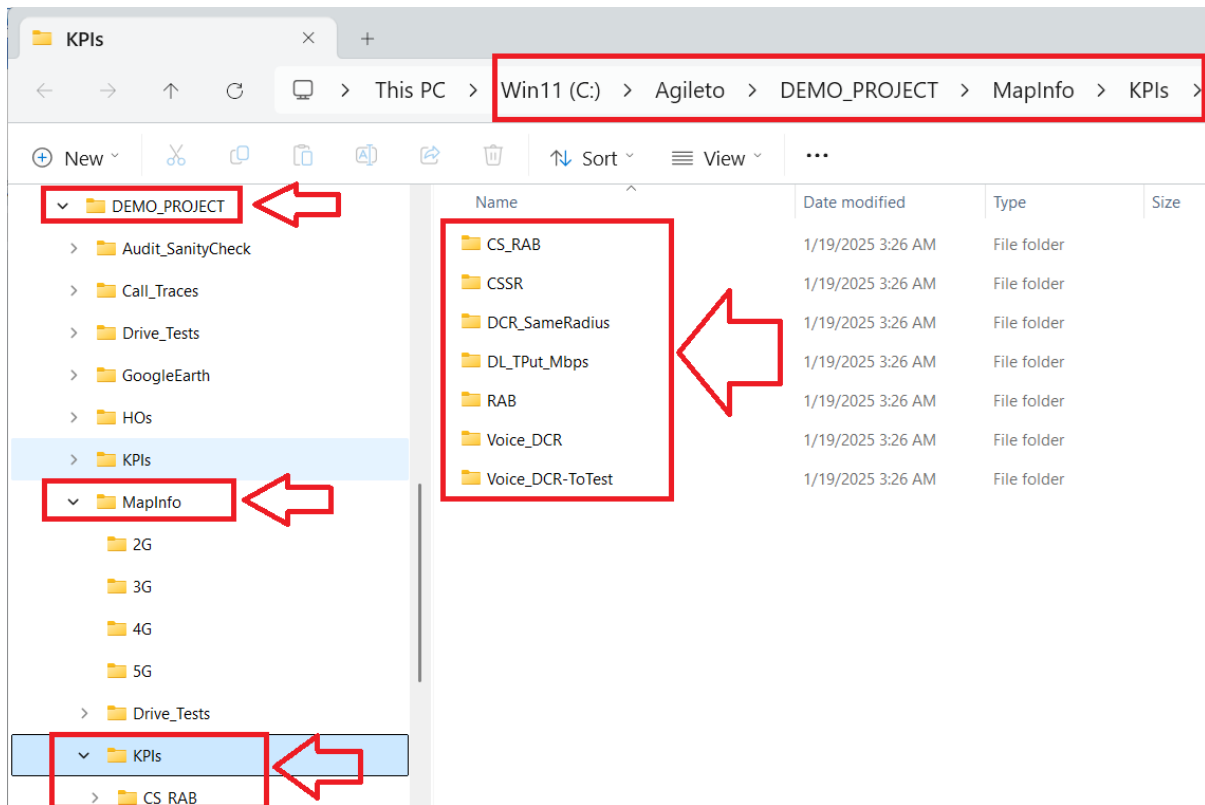 KPIs
This PC > Win11 (C:) > Agileto > DEMO_PROJECT > MapInfo > KPIs >
New Sort View ...
DEMO_PROJECT
Audit_SanityCheck
Call_Traces
Drive_Tests
GoogleEarth
HOs
KPIs
MapInfo
2G
3G
4G
5G
Drive_Tests
KPIs
CS_RAB
Name Date modified Type Size
CS_RAB 1/19/2025 3:26 AM File folder
CSSR 1/19/2025 3:26 AM File folder
DCR_SameRadius 1/19/2025 3:26 AM File folder
DL_TPut_Mbps 1/19/2025 3:26 AM File folder
RAB 1/19/2025 3:26 AM File folder
Voice_DCR 1/19/2025 3:26 AM File folder
Voice_DCR-ToTest 1/19/2025 3:26 AM File folder